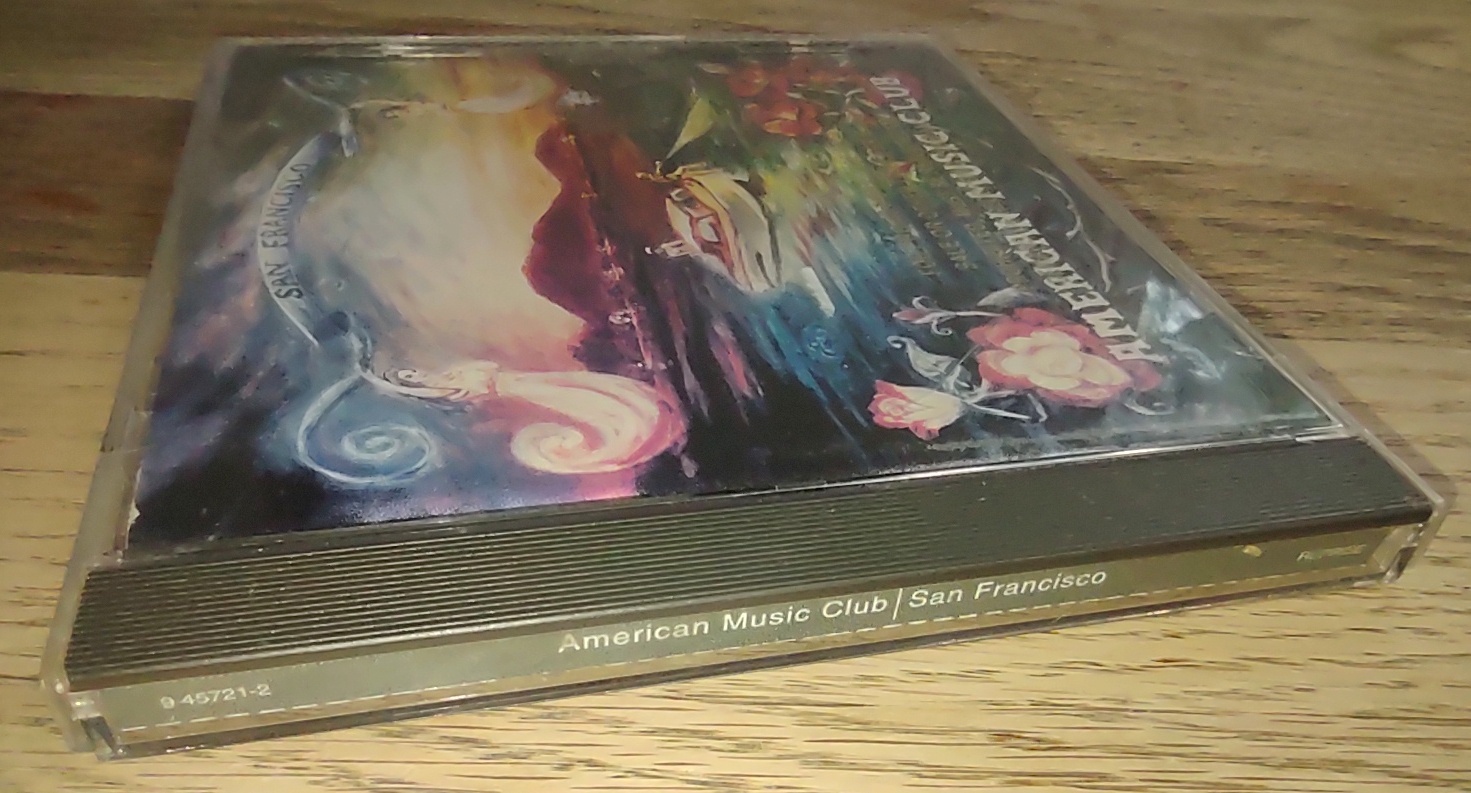 AMERICAN MUSIC CLUB
SAN FRANCISCO
American Music Club | San Francisco
9 45721-2